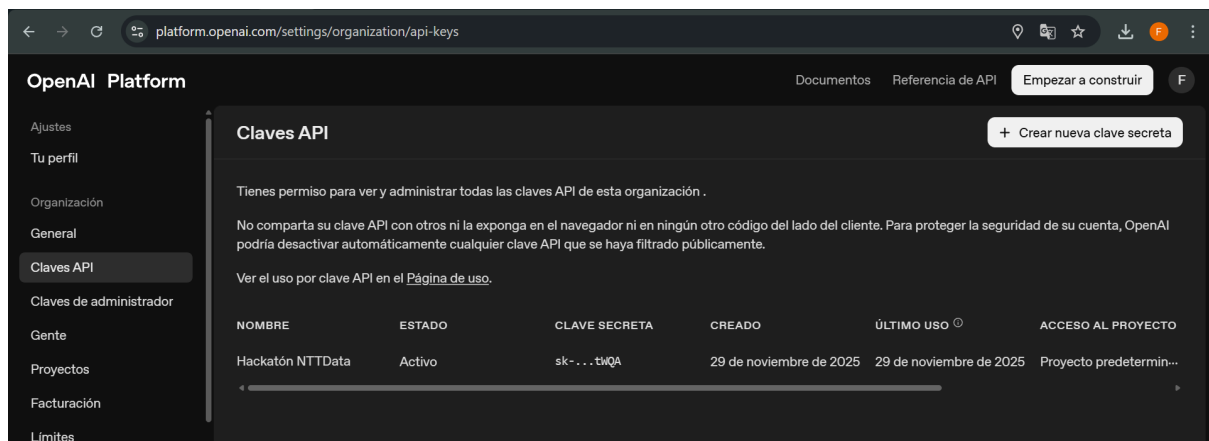 platform.openai.com/settings/organization/api-keys
F
OpenAI Platform
Documentos
Referencia de API
Empezar a construir
F
Ajustes
Tu perfil
Organización
General
Claves API
Claves de administrador
Gente
Proyectos
Facturación
Límites
Claves API
+ Crear nueva clave secreta
Tienes permiso para ver y administrar todas las claves API de esta organización .
No comparta su clave API con otros ni la exponga en el navegador ni en ningún otro código del lado del cliente. Para proteger la seguridad de su cuenta, OpenAI
podría desactivar automáticamente cualquier clave API que se haya filtrado públicamente.
Ver el uso por clave API en el Página de uso.
NOMBRE ESTADO CLAVE SECRETA CREADO ÚLTIMO USO ACCESO AL PROYECTO
Hackatón NTTData Activo sk-...tWQA 29 de noviembre de 2025 29 de noviembre de 2025 Proyecto predetermin...